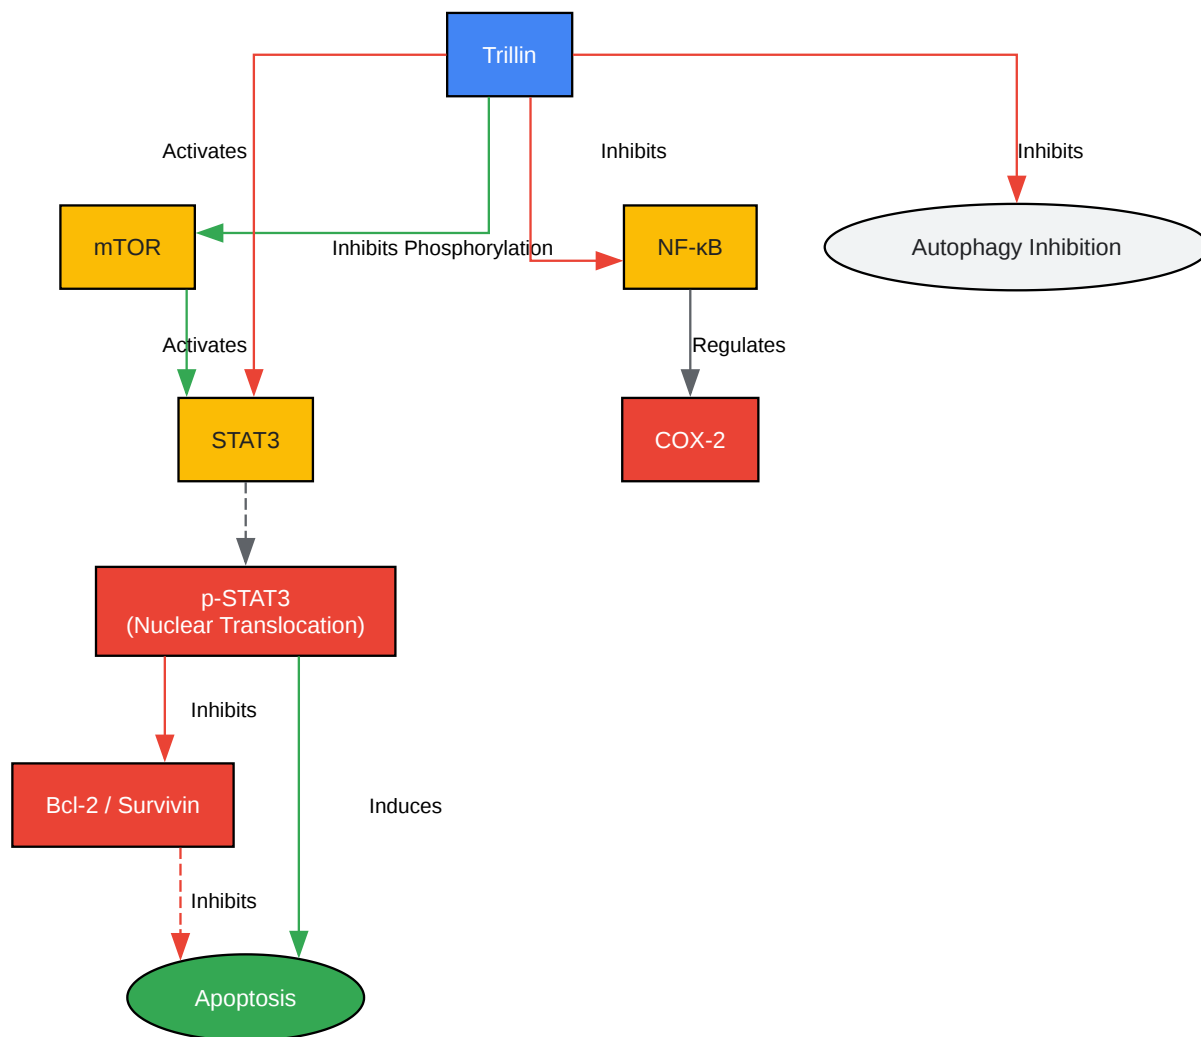 Trillin
Activates
Inhibits
Inhibits
mTOR
Inhibits Phosphorylation
NF-κB
Autophagy Inhibition
Activates
Regulates
STAT3
COX-2
p-STAT3
(Nuclear Translocation)
Inhibits
Bcl-2 / Survivin
Induces
Inhibits
Apoptosis